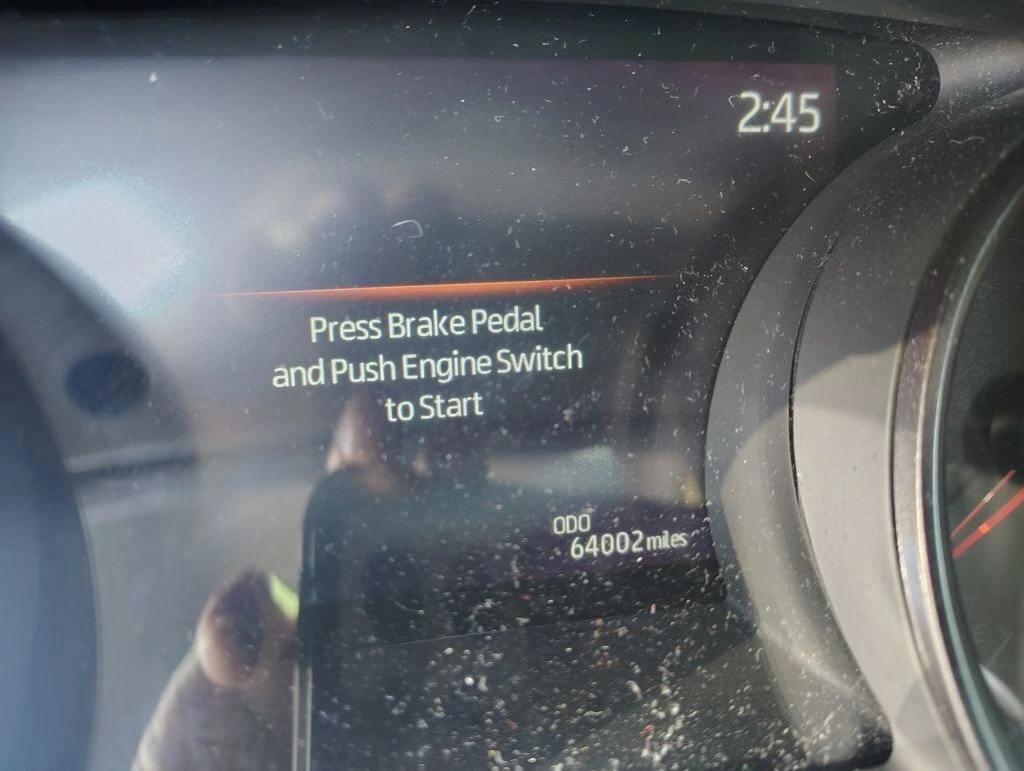 2:45
Press Brake Pedal
and Push Engine Switch
to Start
ODO
64002 miles